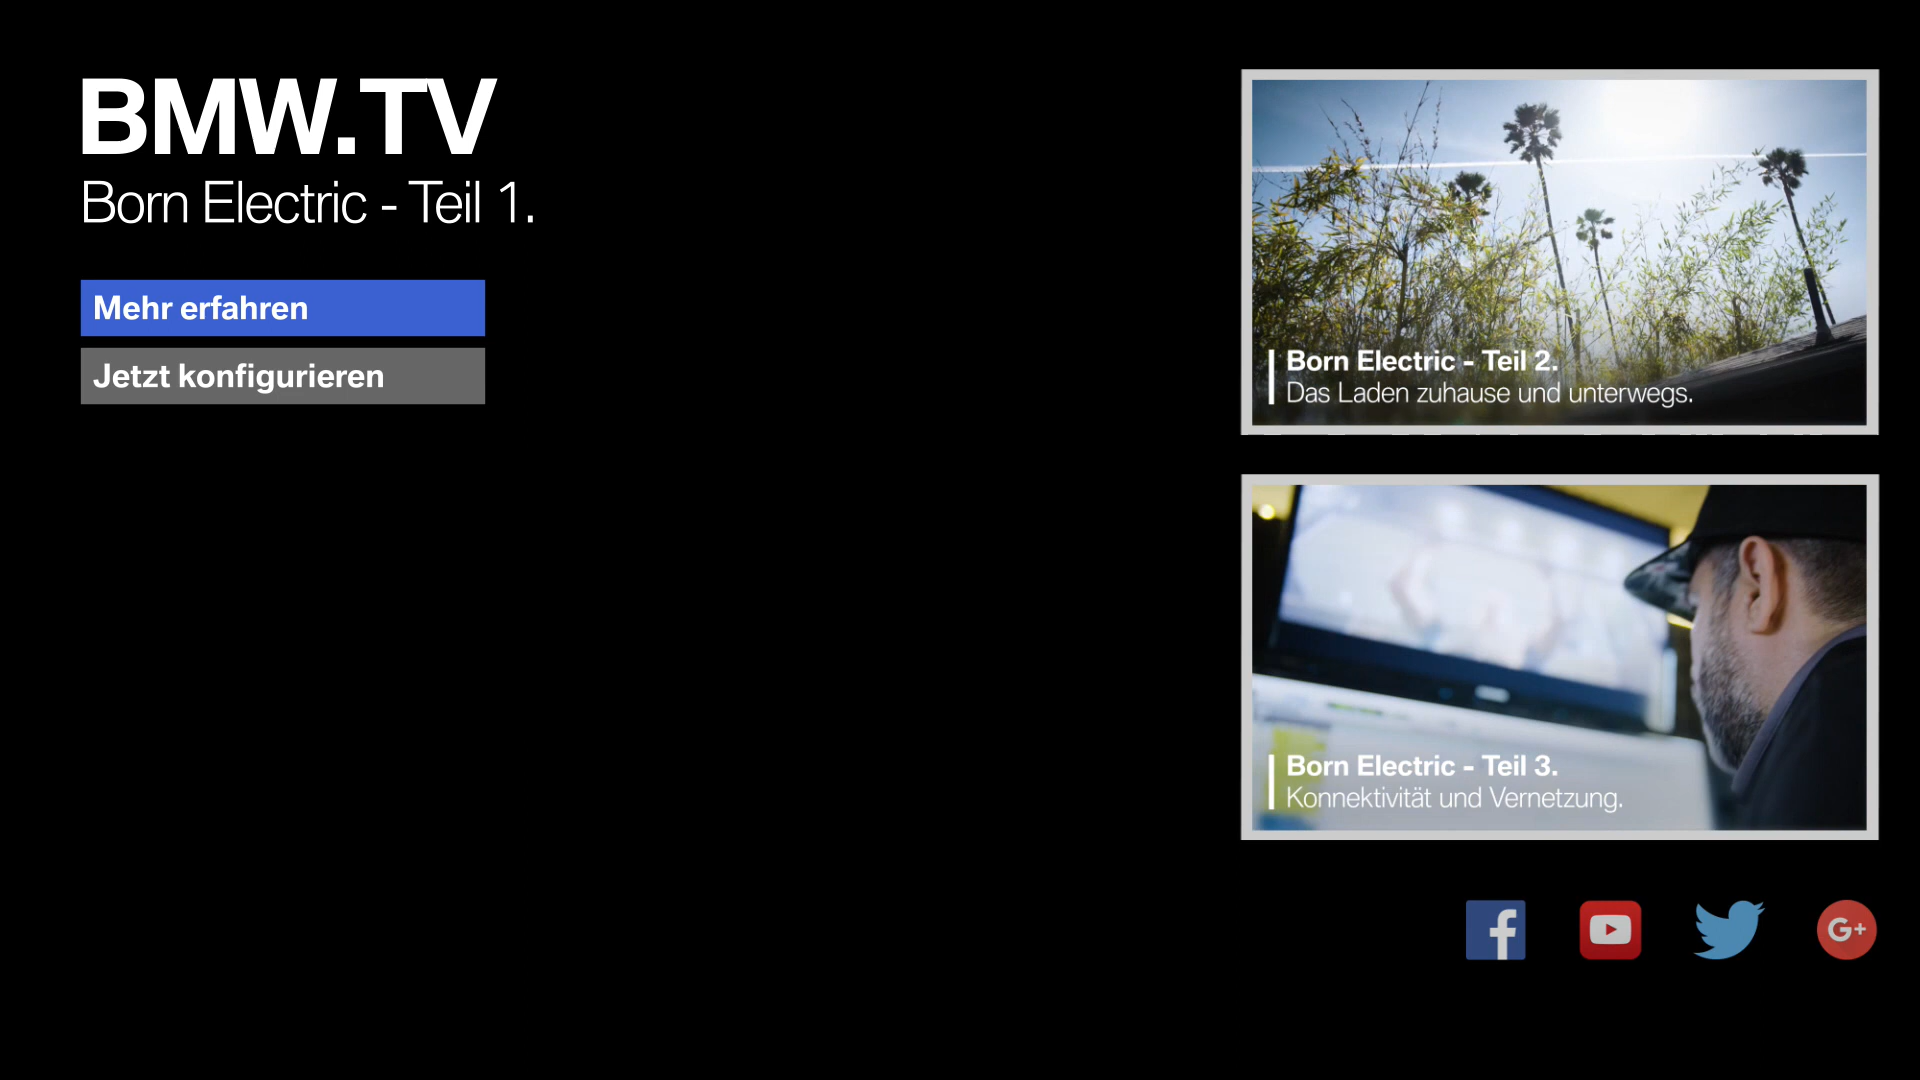 BMW.TV
Born Electric - Teil 1.
Mehr erfahren
Jetzt konfigurieren
Born Electric - Teil 2.
Das Laden zuhause und unterwegs.
Born Electric - Teil 3.
Konnektivität und Vernetzung.
f
G+